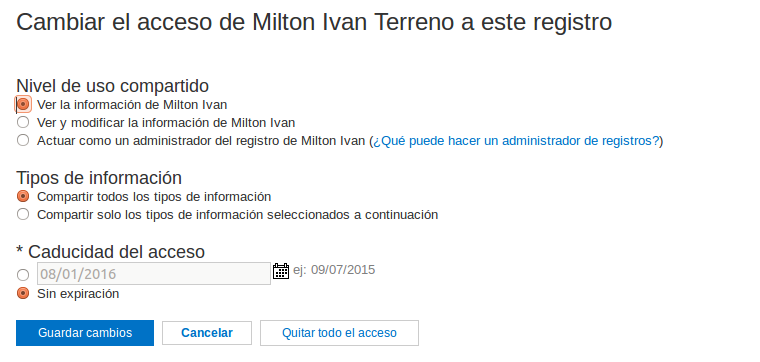 Cambiar el acceso de Milton Ivan Terreno a este registro
Nivel de uso compartido
Ver la información de Milton Ivan
Ver y modificar la información de Milton Ivan
Actuar como un administrador del registro de Milton Ivan (¿Qué puede hacer un administrador de registros?)
Tipos de información
Compartir todos los tipos de información
Compartir solo los tipos de información seleccionados a continuación
* Caducidad del acceso
08/01/2016 ej: 09/07/2015
Sin expiración
Guardar cambios Cancelar Quitar todo el acceso